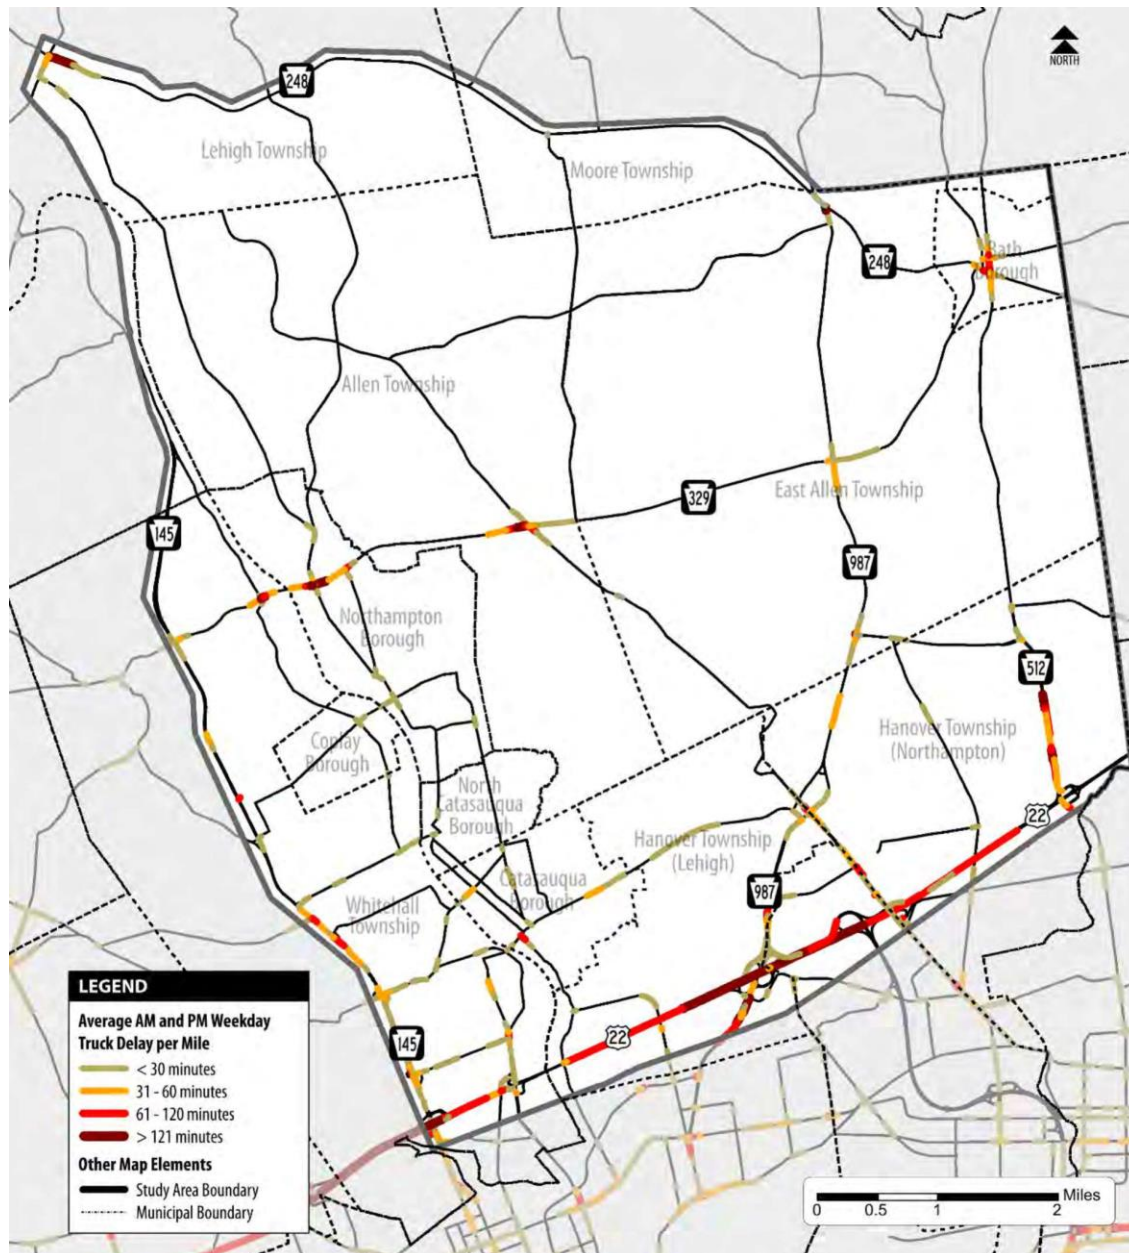 NORTH
248
Lehigh Township
Moore Township
248
Bath
Borough
Allen Township
329
East Allen Township
145
987
Northampton
Borough
512
Hanover Township
(Northampton)
Coplay
Borough
North
Catasauqua
Borough
22
Hanover Township
(Lehigh)
Catasauqua
Borough
987
Whitehall
Township
22
145
LEGEND
Average AM and PM Weekday
Truck Delay per Mile
< 30 minutes
31 - 60 minutes
61 - 120 minutes
> 121 minutes
Other Map Elements
Study Area Boundary
Municipal Boundary
Miles
0 0.5 1 2